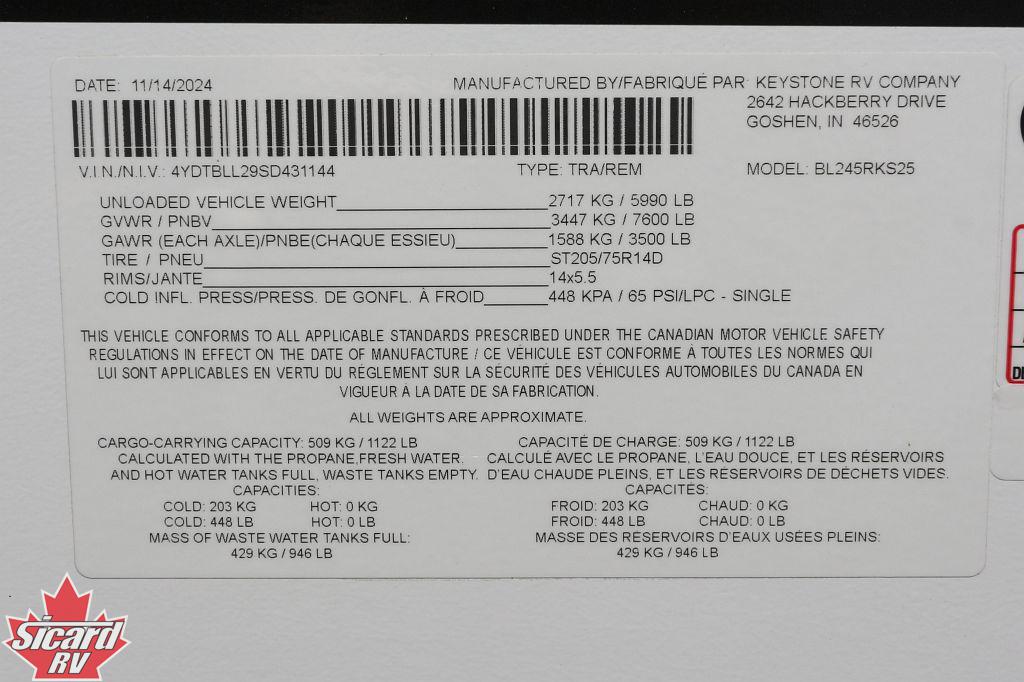 DATE: 11/14/2024
MANUFACTURED BY/FABRIQUÉ PAR: KEYSTONE RV COMPANY
2642 HACKBERRY DRIVE
GOSHEN, IN 46526
V.I.N./N.I.V.: 4YDTBLL29SD431144 TYPE: TRA/REM MODEL: BL245RKS25
UNLOADED VEHICLE WEIGHT 2717 KG / 5990 LB
GVWR / PNBV 3447 KG / 7600 LB
GAWR (EACH AXLE)/PNBE(CHAQUE ESSIEU) 1588 KG / 3500 LB
TIRE / PNEU ST205/75R14D
RIMS/JANTE 14x5.5
COLD INFL. PRESS/PRESS. DE GONFL. À FROID 448 KPA / 65 PSI/LPC - SINGLE
THIS VEHICLE CONFORMS TO ALL APPLICABLE STANDARDS PRESCRIBED UNDER THE CANADIAN MOTOR VEHICLE SAFETY
REGULATIONS IN EFFECT ON THE DATE OF MANUFACTURE / CE VÉHICULE EST CONFORME À TOUTES LES NORMES QUI
LUI SONT APPLICABLES EN VERTU DU RÉGLEMENT SUR LA SÉCURITÉ DES VÉHICULES AUTOMOBILES DU CANADA EN
VIGUEUR À LA DATE DE SA FABRICATION.
ALL WEIGHTS ARE APPROXIMATE.
CARGO-CARRYING CAPACITY: 509 KG / 1122 LB
CALCULATED WITH THE PROPANE,FRESH WATER.
AND HOT WATER TANKS FULL, WASTE TANKS EMPTY.
CAPACITIES:
COLD: 203 KG HOT: 0 KG
COLD: 448 LB HOT: 0 LB
MASS OF WASTE WATER TANKS FULL:
429 KG / 946 LB
CAPACITÉ DE CHARGE: 509 KG / 1122 LB
CALCULÉ AVEC LE PROPANE, L'EAU DOUCE, ET LES RÉSERVOIRS
D'EAU CHAUDE PLEINS, ET LES RÉSERVOIRS DE DÉCHETS VIDES.
CAPACITÉS:
FROID: 203 KG CHAUD: 0 KG
FROID: 448 LB CHAUD: 0 LB
MASSE DES RÉSERVOIRS D'EAUX USÉES PLEINS:
429 KG / 946 LB
Sicard
RV